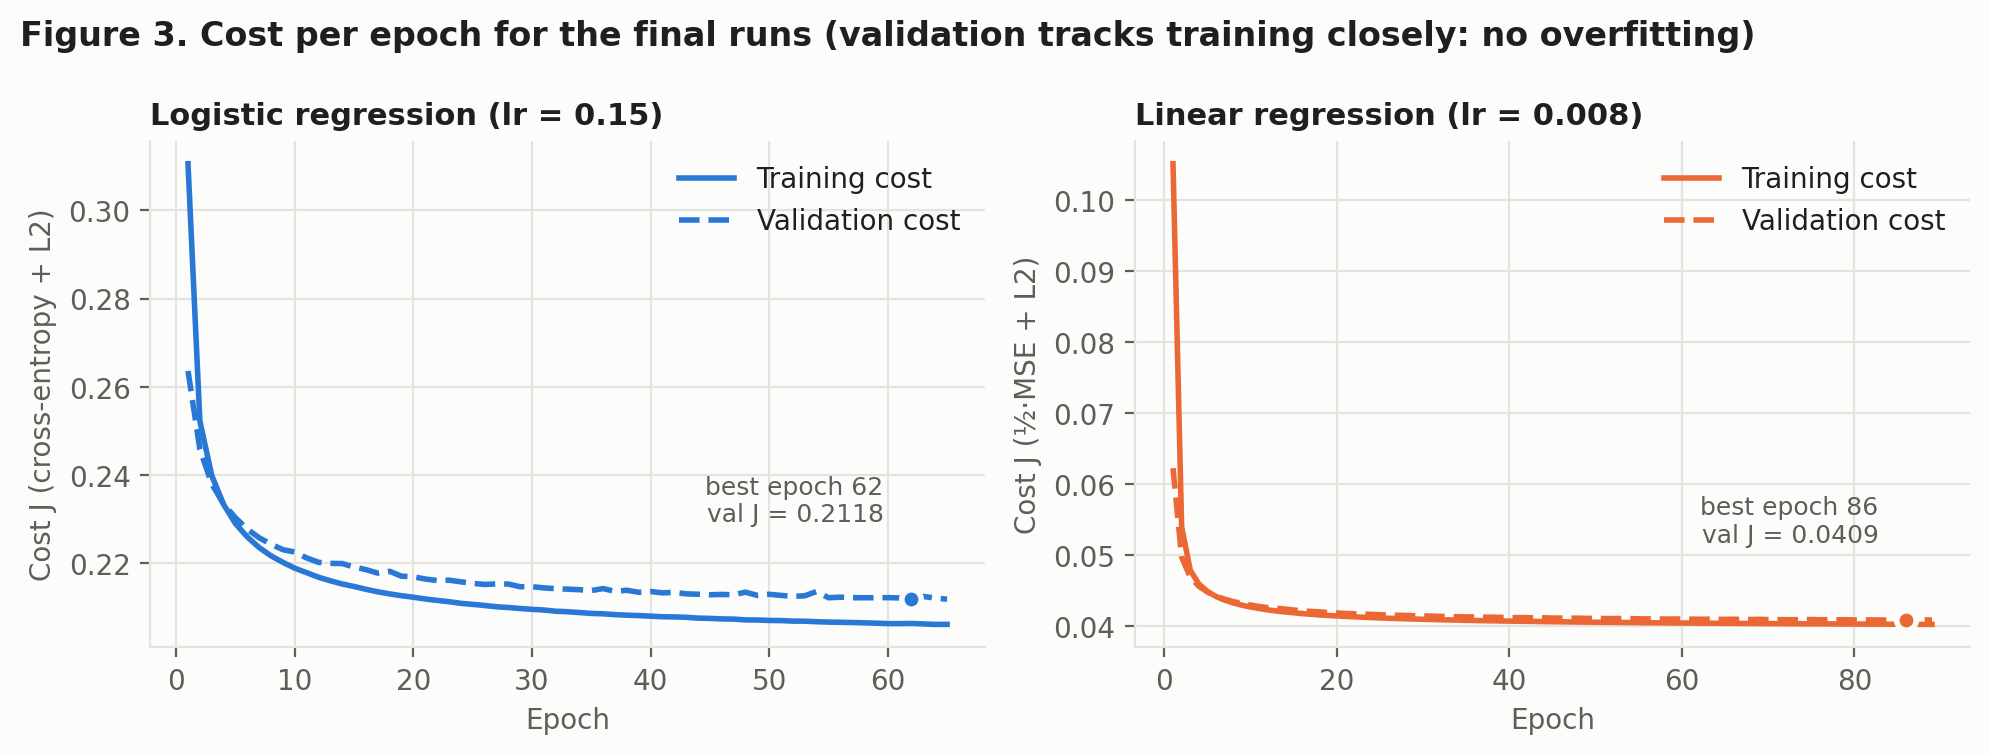 Figure 3. Cost per epoch for the final runs (validation tracks training closely: no overfitting)
Logistic regression (lr = 0.15)
Training cost
Validation cost
Cost J (cross-entropy + L2)
0.30
0.28
0.26
0.24
0.22
best epoch 62
val J = 0.2118
0
10
20
30
40
50
60
Epoch
Linear regression (lr = 0.008)
Training cost
Validation cost
Cost J (½·MSE + L2)
0.10
0.09
0.08
0.07
0.06
0.05
0.04
best epoch 86
val J = 0.0409
0
20
40
60
80
Epoch